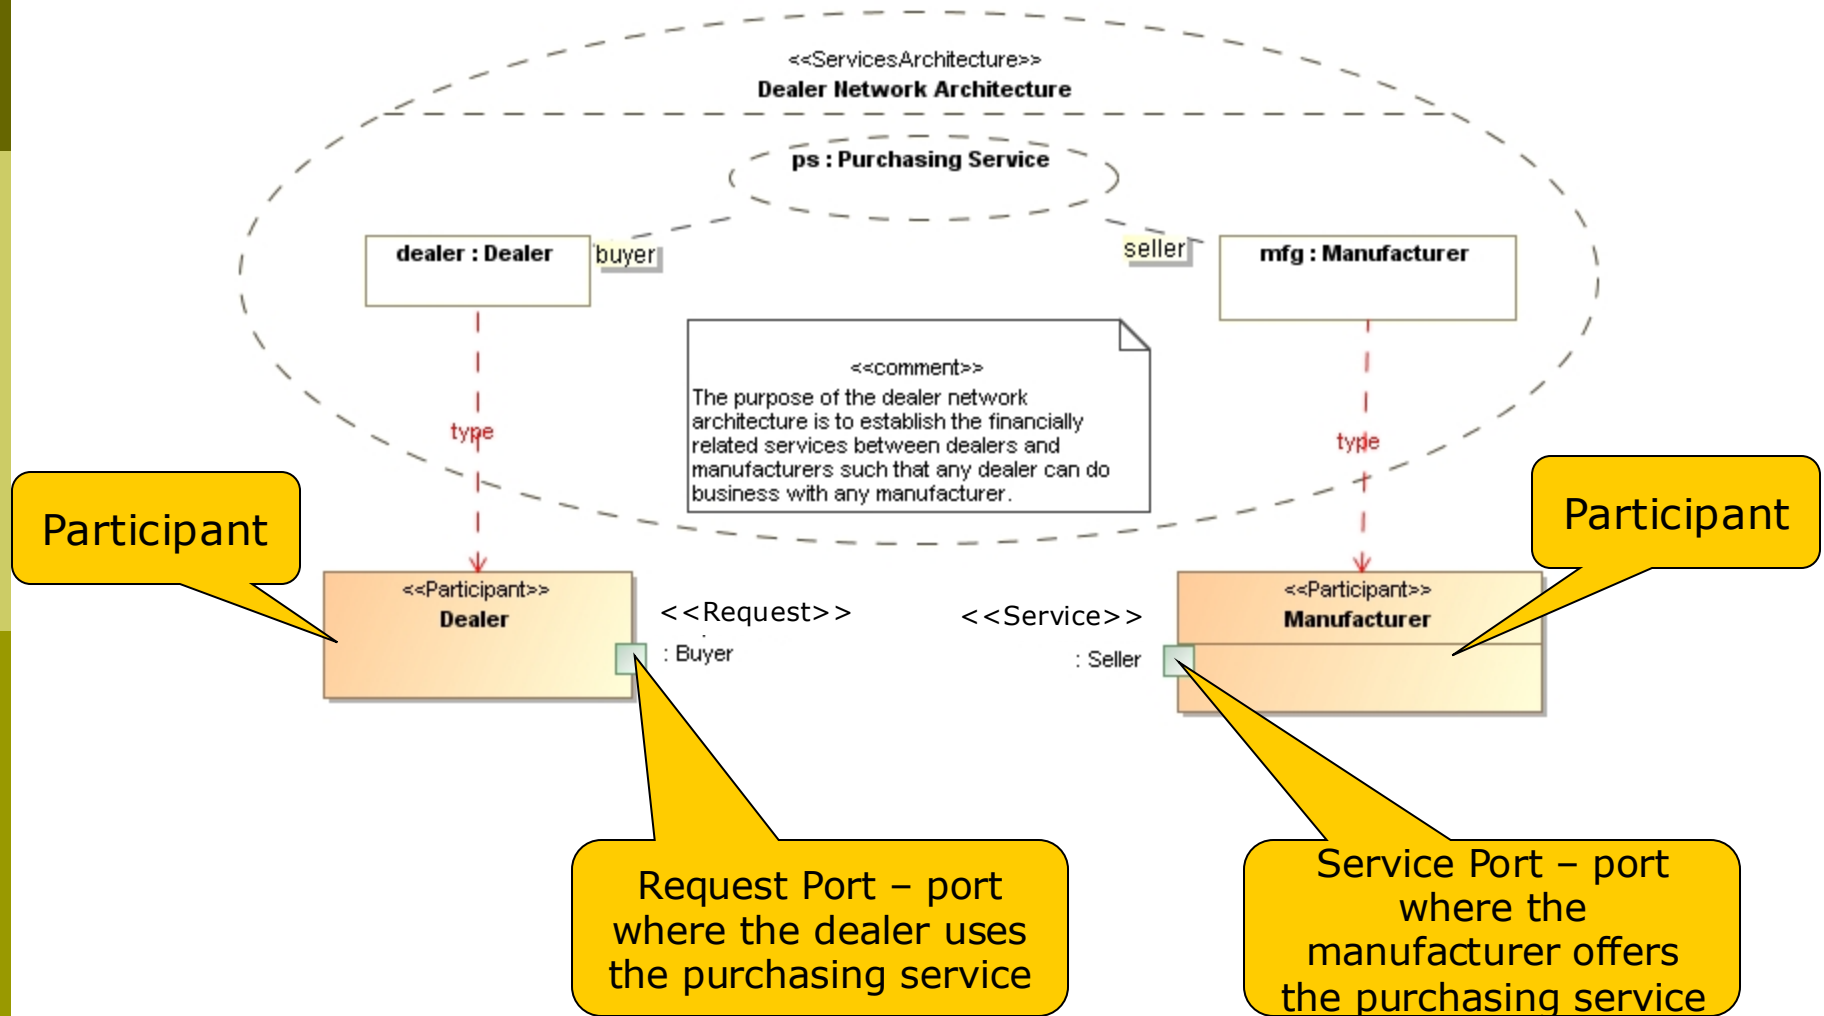 <<ServicesArchitecture>>
Dealer Network Architecture
ps : Purchasing Service
dealer : Dealer
buyer
seller
mfg : Manufacturer
<<comment>>
The purpose of the dealer network
architecture is to establish the financially
related services between dealers and
manufacturers such that any dealer can do
business with any manufacturer.
type
type
Participant
Participant
<<Participant>>
Dealer
<<Request>>
: Buyer
<<Service>>
: Seller
<<Participant>>
Manufacturer
Request Port – port
where the dealer uses
the purchasing service
Service Port – port
where the
manufacturer offers
the purchasing service